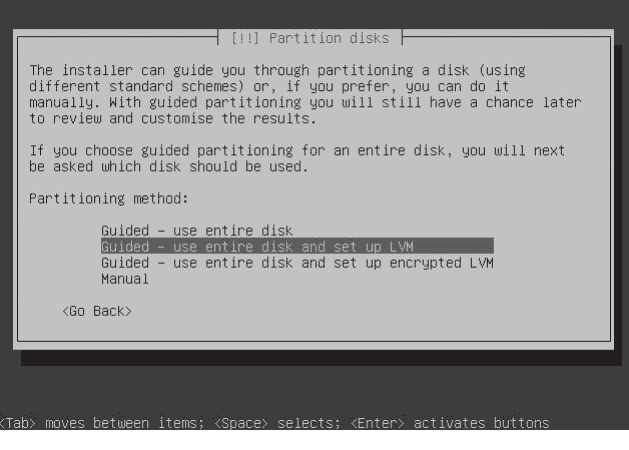 [!!] Partition disks
The installer can guide you through partitioning a disk (using
different standard schemes) or, if you prefer, you can do it
manually. With guided partitioning you will still have a chance later
to review and customise the results.
If you choose guided partitioning for an entire disk, you will next
be asked which disk should be used.
Partitioning method:
Guided - use entire disk
Guided - use entire disk and set up LVM
Guided - use entire disk and set up encrypted LVM
Manual
<Go Back>
<Tab> moves between items; <Space> selects; <Enter> activates buttons